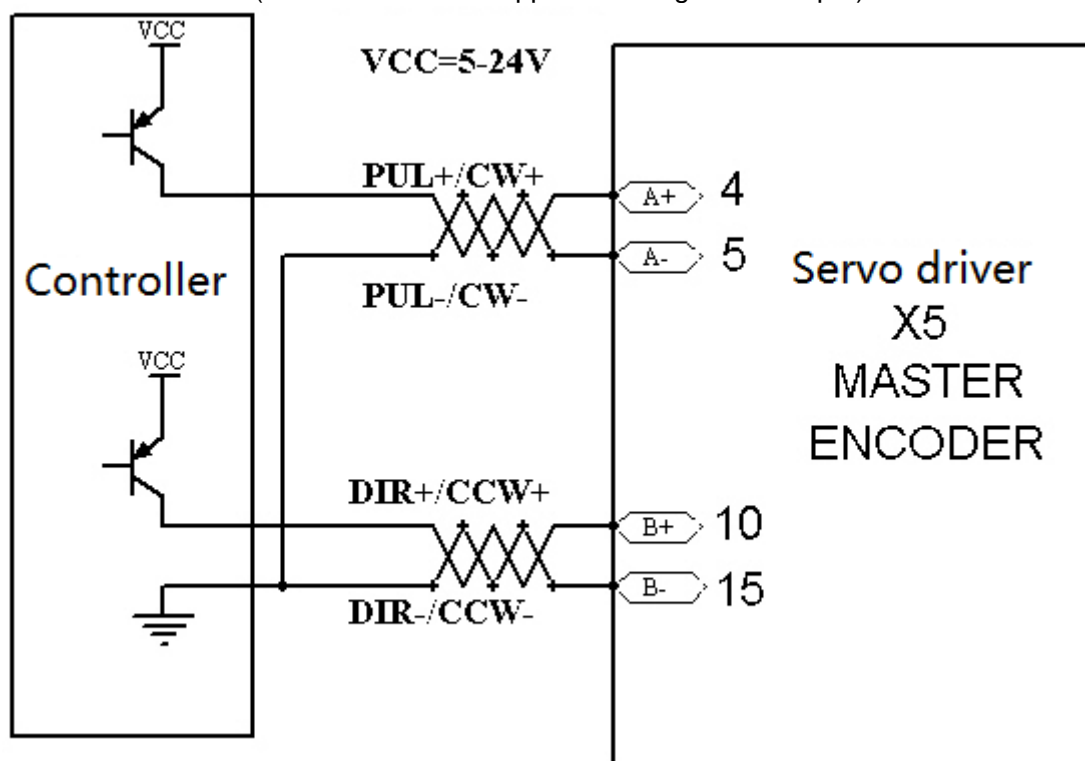 VCC
VCC=5-24V
PUL+/CW+
A+ 4
A- 5
PUL-/CW-
Controller
Servo driver
X5
MASTER
ENCODER
VCC
DIR+/CCW+
B+ 10
B- 15
DIR-/CCW-